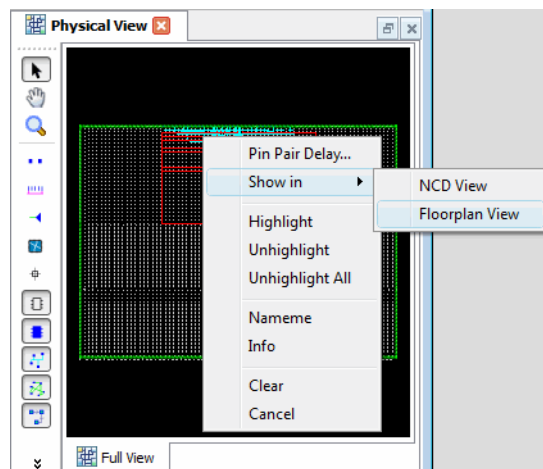 Physical View
Pin Pair Delay...
Show in
NCD View
Floorplan View
Highlight
Unhighlight
Unhighlight All
Nameme
Info
Clear
Cancel
Full View